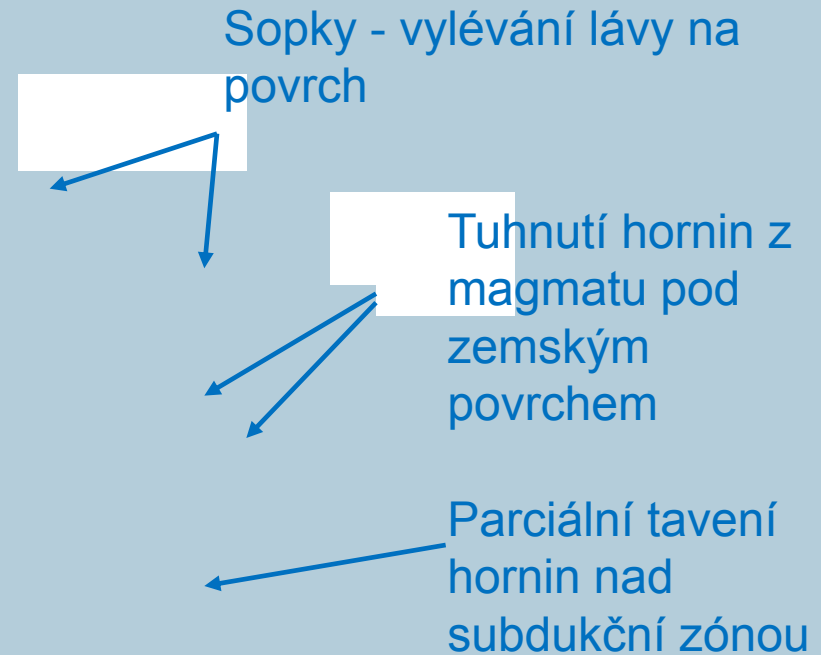 Sopky - vylévání lávy na
povrch
Tuhnutí hornin z
magmatu pod
zemským
povrchem
Parciální tavení
hornin nad
subdukční zónou